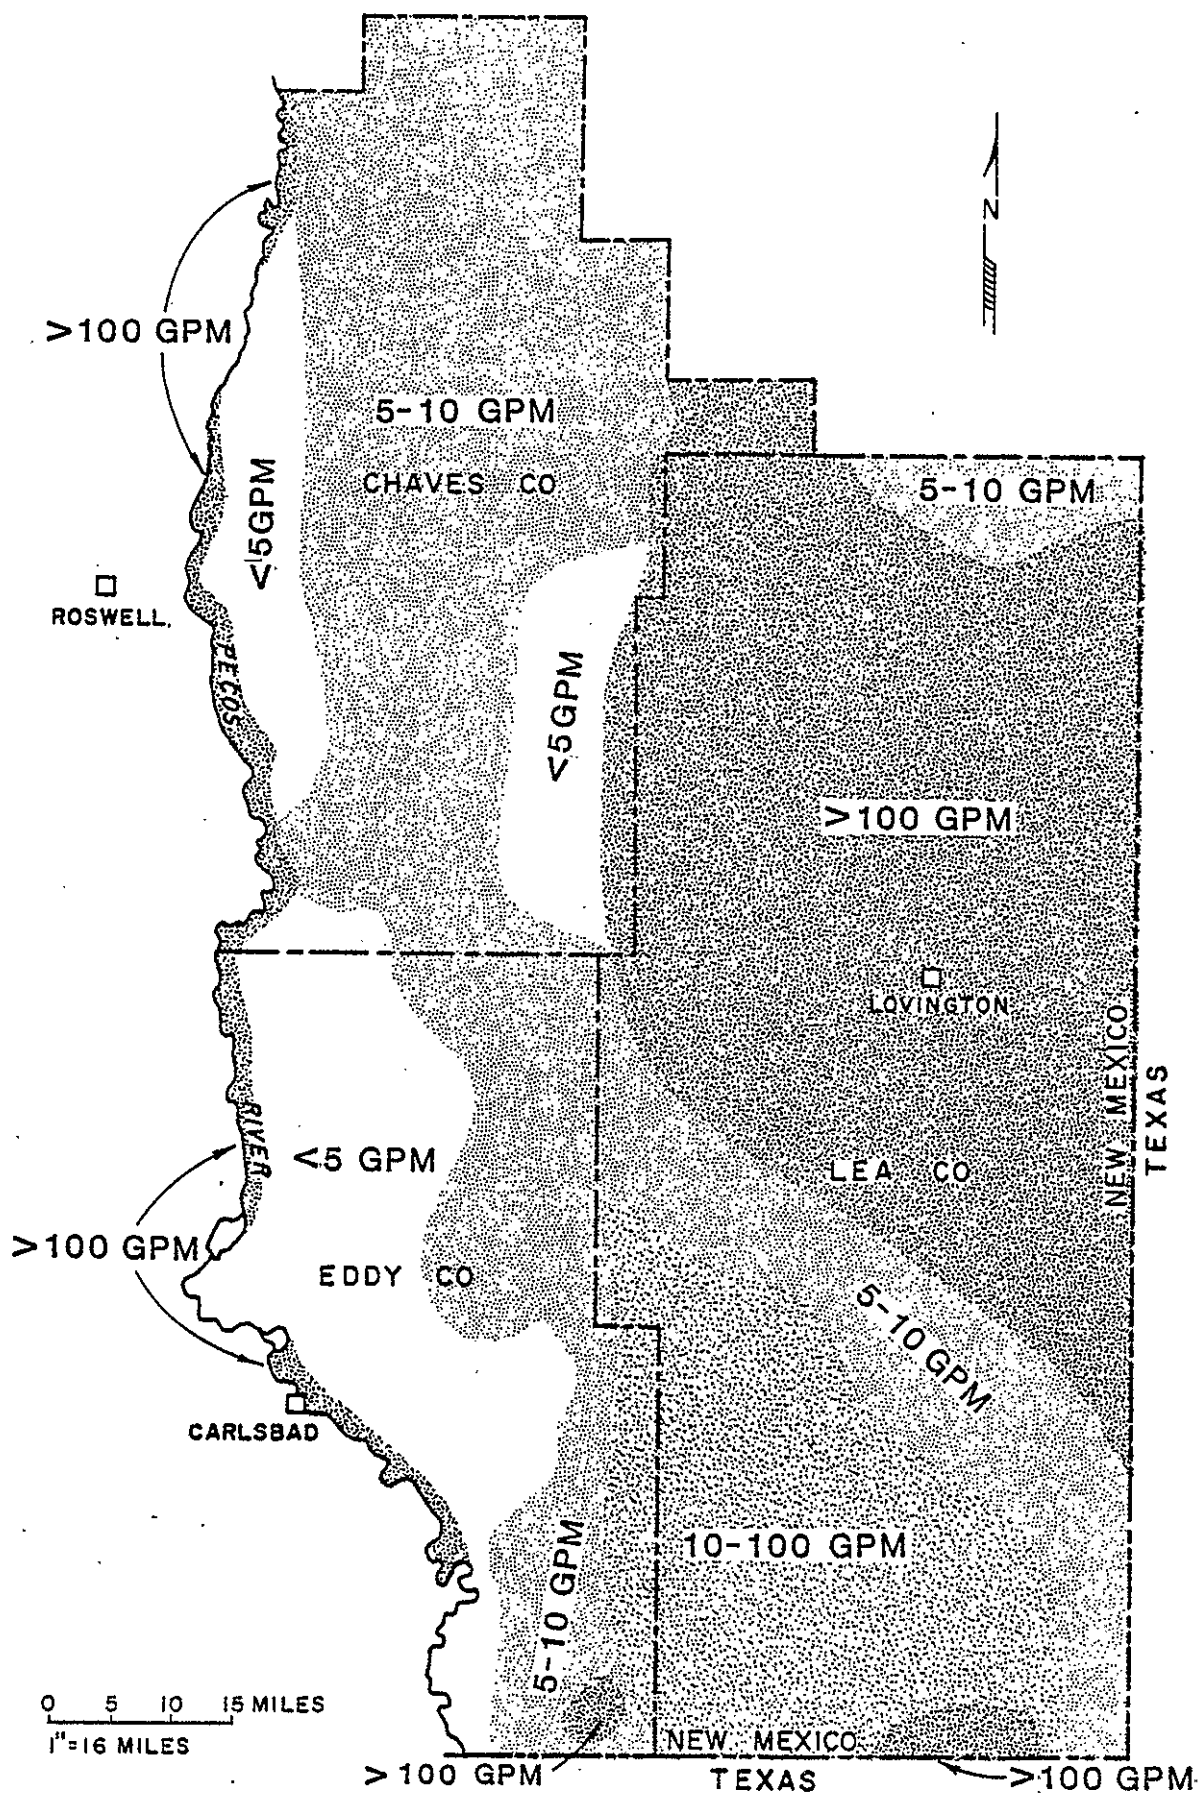 N
>100 GPM
5-10 GPM
CHAVES CO
5-10 GPM
<5GPM
ROSWELL
PECOS
<5GPM
>100 GPM
LOVINGTON
NEW MEXICO
TEXAS
RIVER
<5 GPM
LEA CO
>100 GPM
EDDY CO
5-10 GPM
CARLSBAD
10-100 GPM
5-10 GPM
0 5 10 15 MILES
1"=16 MILES
NEW MEXICO
>100 GPM
TEXAS
>100 GPM